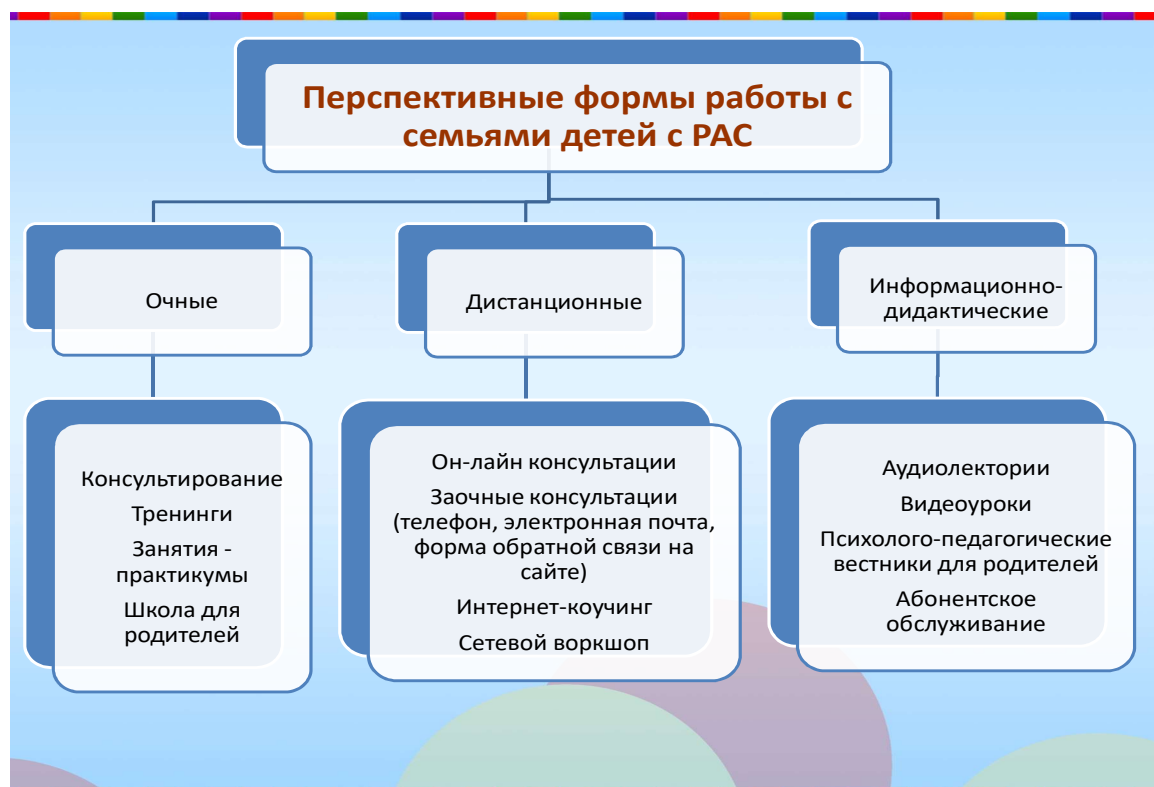 Перспективные формы работы с
семьями детей с РАС
Очные
Дистанционные
Информационно-
дидактические
Консультирование
Тренинги
Занятия -
практикумы
Школа для
родителей
Он-лайн консультации
Заочные консультации
(телефон, электронная почта,
форма обратной связи на
сайте)
Интернет-коучинг
Сетевой воркшоп
Аудиолектории
Видеоуроки
Психолого-педагогические
вестники для родителей
Абонентское
обслуживание